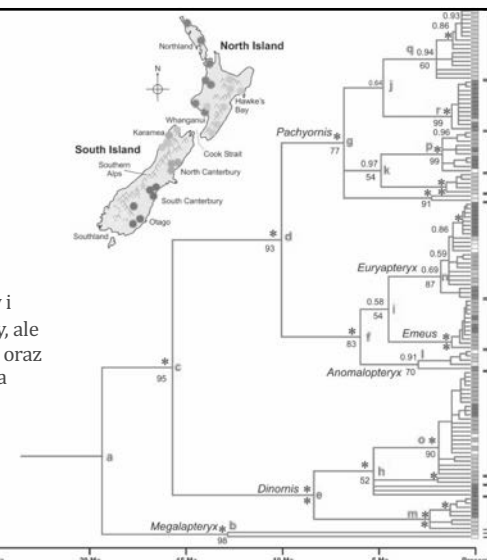 North Island
Northland
N
Hawke's
Bay
Whanganui
Karamea
Cook Strait
South Island
Southern
Alps
North Canterbury
South Canterbury
Otago
Southland
y i
y, ale
oraz
a
0.93
0.86
*
q 0.94
60
0.64
j
r *
99
0.96
p *
99
Pachyornis *
77
g
0.97
54
k
*
*
91
*
93
d
*
0.86
0.59
Euryapteryx 0.69
n
87
0.58
54
i
*
83
f
Emeus *
*
0.91 l
Anomalopteryx 70
*
95
c
a
o *
90
*
52
h
*
Dinornis *
*
e
m *
*
*
Megalapteryx * b
98